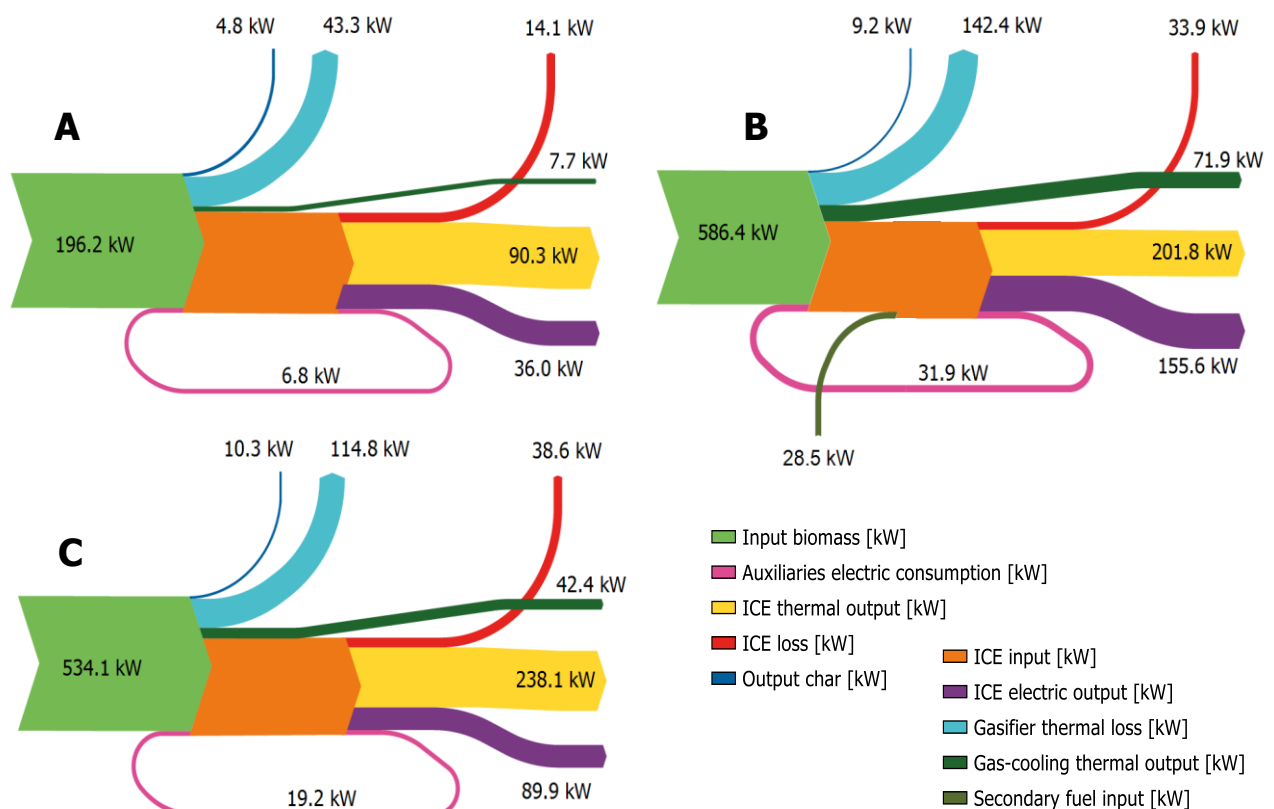 4.8 kW
43.3 kW
14.1 kW
A
7.7 kW
196.2 kW
90.3 kW
36.0 kW
6.8 kW
9.2 kW
142.4 kW
33.9 kW
B
71.9 kW
586.4 kW
201.8 kW
155.6 kW
31.9 kW
28.5 kW
10.3 kW
114.8 kW
38.6 kW
C
42.4 kW
534.1 kW
238.1 kW
89.9 kW
19.2 kW
Input biomass [kW]
Auxiliaries electric consumption [kW]
ICE thermal output [kW]
ICE loss [kW]
Output char [kW]
ICE input [kW]
ICE electric output [kW]
Gasifier thermal loss [kW]
Gas-cooling thermal output [kW]
Secondary fuel input [kW]